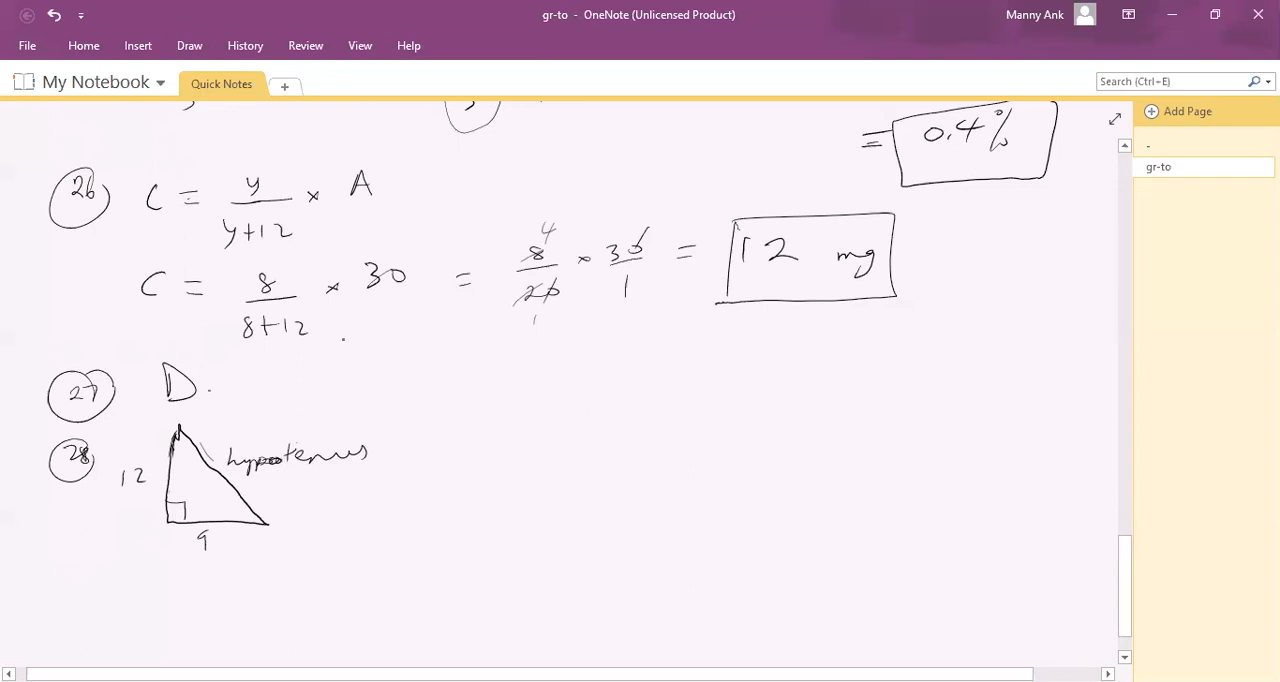 gr-to - OneNote (Unlicensed Product)
Manny Ank
File Home Insert Draw History Review View Help
My Notebook
Quick Notes
+
Search (Ctrl+E)
Add Page
-
gr-to
= 0.4%
26 C = y/y+12 × A
C = 8/8+12 × 30 = 8/20 × 30/1 = 12 mg
4
1
27 D.
28
12
hypotenus
9